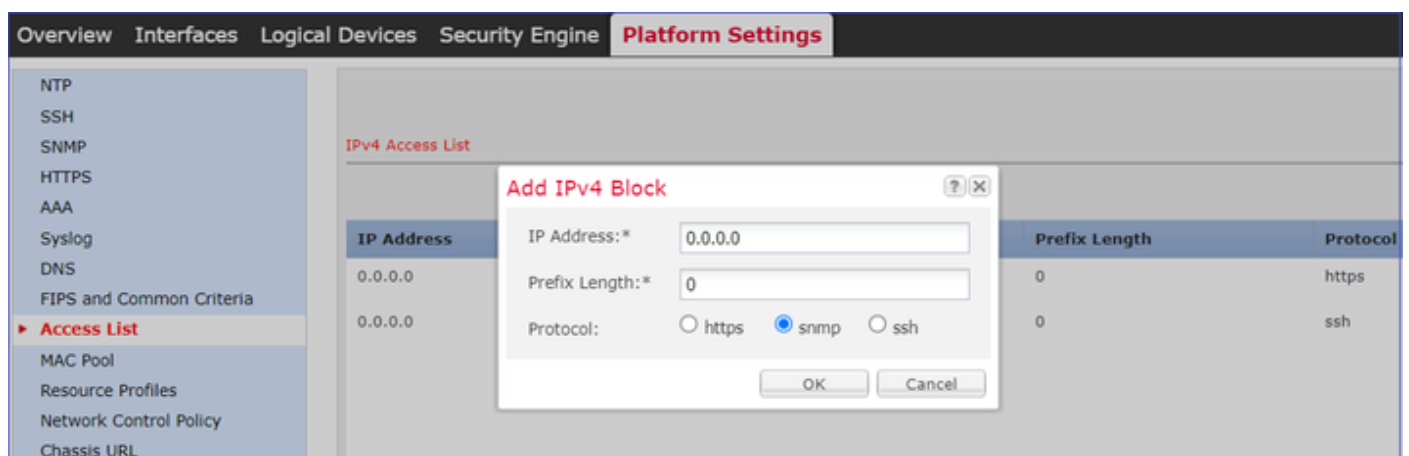 Overview Interfaces Logical Devices Security Engine Platform Settings
NTP
SSH
SNMP
HTTPS
AAA
Syslog
DNS
FIPS and Common Criteria
Access List
MAC Pool
Resource Profiles
Network Control Policy
Chassis URL
IPv4 Access List
IP Address Prefix Length Protocol
0.0.0.0 0 https
0.0.0.0 0 ssh
Add IPv4 Block ?
IP Address:* 0.0.0.0
Prefix Length:* 0
Protocol: https snmp ssh
OK Cancel